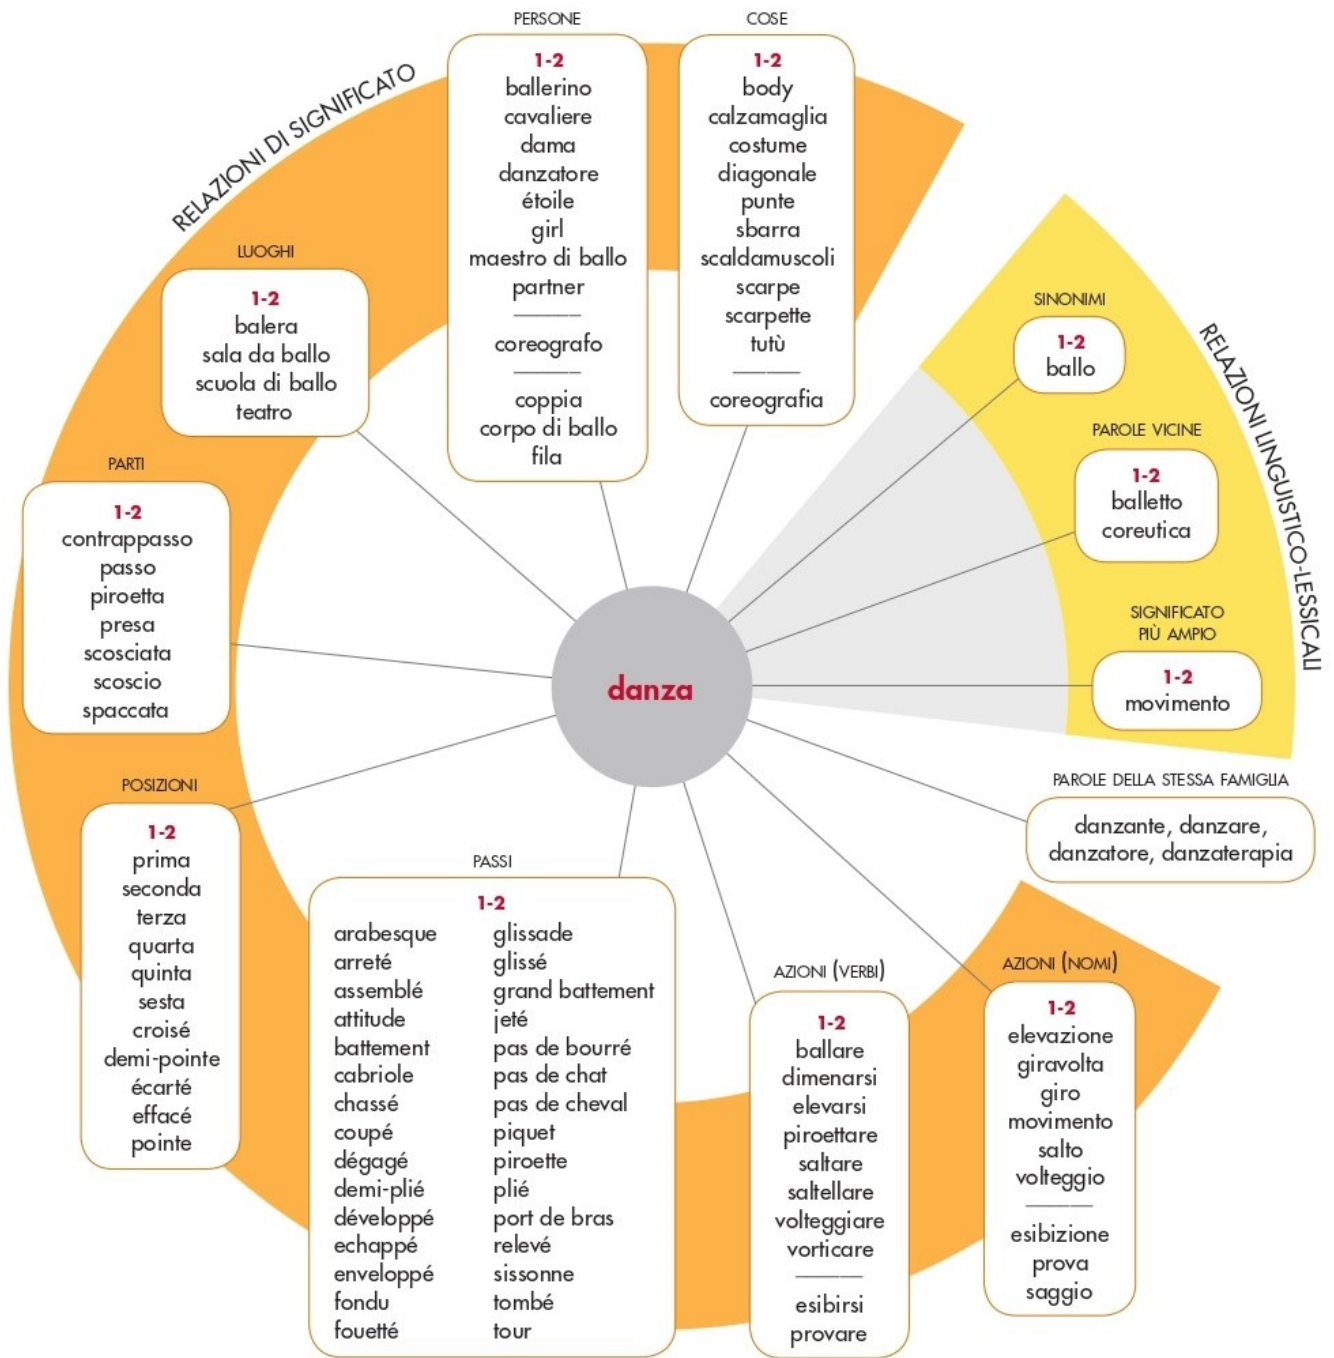 RELAZIONI DI SIGNIFICATO
PERSONE
1-2
ballerino
cavaliere
dama
danzatore
étoile
girl
maestro di ballo
partner
coreografo
coppia
corpo di ballo
fila
COSE
1-2
body
calzamaglia
costume
diagonale
punte
sbarra
scaldamuscoli
scarpe
scarpette
tutù
coreografia
LUOGHI
1-2
balera
sala da ballo
scuola di ballo
teatro
PARTI
1-2
contrappasso
passo
piroetta
presa
scosciata
scoscio
spaccata
POSIZIONI
1-2
prima
seconda
terza
quarta
quinta
sesta
croisé
demi-pointe
écarté
effacé
pointe
PASSI
1-2
arabesque
arreté
assemblé
attitude
battement
cabriole
chassé
coupé
dégagé
demi-plié
développé
echappé
enveloppé
fondu
fouetté
glissade
glissé
grand battement
jeté
pas de bourré
pas de chat
pas de cheval
piquet
piroette
plié
port de bras
relevé
sissonne
tombé
tour
AZIONI (VERBI)
1-2
ballare
dimenarsi
elevarsi
piroettare
saltare
saltellare
volteggiare
vorticare
esibirsi
provare
AZIONI (NOMI)
1-2
elevazione
giravolta
giro
movimento
salto
volteggio
esibizione
prova
saggio
danza
RELAZIONI LINGUISTICO-LESSICALI
SINONIMI
1-2
ballo
PAROLE VICINE
1-2
balletto
coreutica
SIGNIFICATO
PIÙ AMPIO
1-2
movimento
PAROLE DELLA STESSA FAMIGLIA
danzante, danzare,
danzatore, danzaterapia